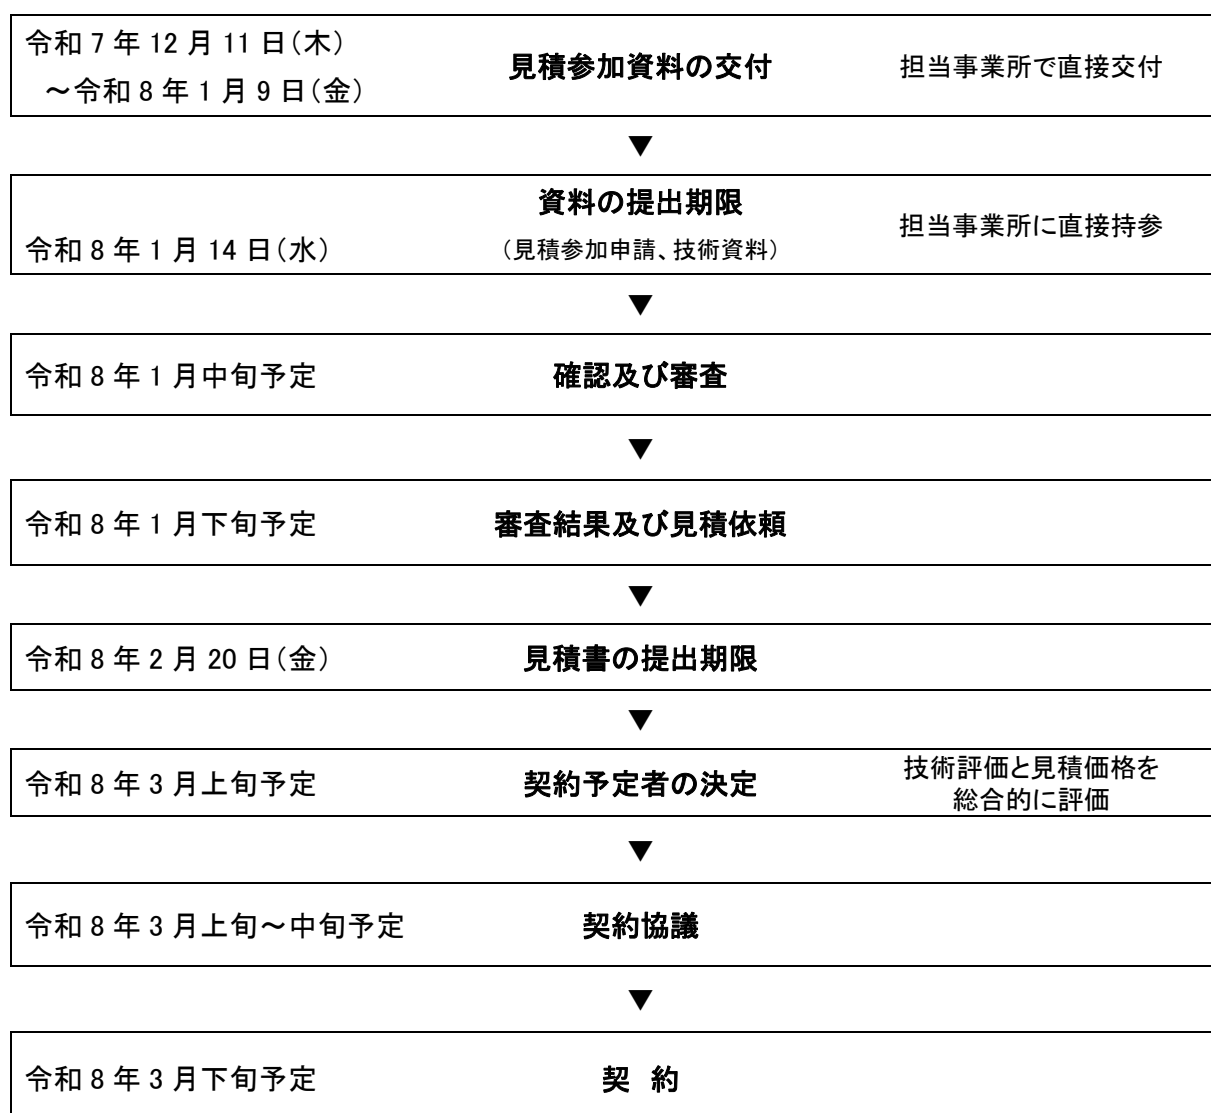 令和 7 年 12 月 11 日（木）
～令和 8 年 1 月 9 日（金）
見積参加資料の交付
担当事業所で直接交付
▼
資料の提出期限
令和 8 年 1 月 14 日（水）
（見積参加申請、技術資料）
担当事業所に直接持参
▼
令和 8 年 1 月中旬予定
確認及び審査
▼
令和 8 年 1 月下旬予定
審査結果及び見積依頼
▼
令和 8 年 2 月 20 日（金）
見積書の提出期限
▼
令和 8 年 3 月上旬予定
契約予定者の決定
技術評価と見積価格を
総合的に評価
▼
令和 8 年 3 月上旬～中旬予定
契約協議
▼
令和 8 年 3 月下旬予定
契 約